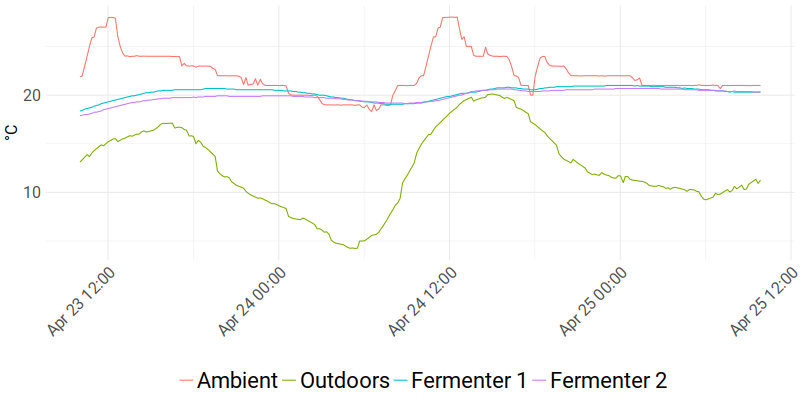 20
°C
10
Apr 23 12:00
Apr 24 00:00
Apr 24 12:00
Apr 25 00:00
Apr 25 12:00
Ambient Outdoors Fermenter 1 Fermenter 2